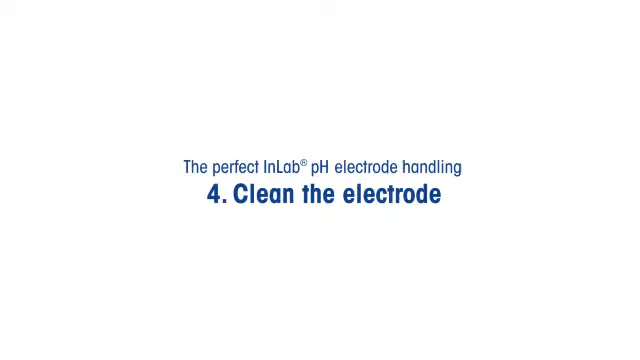 The perfect InLab® pH electrode handling
4. Clean the electrode